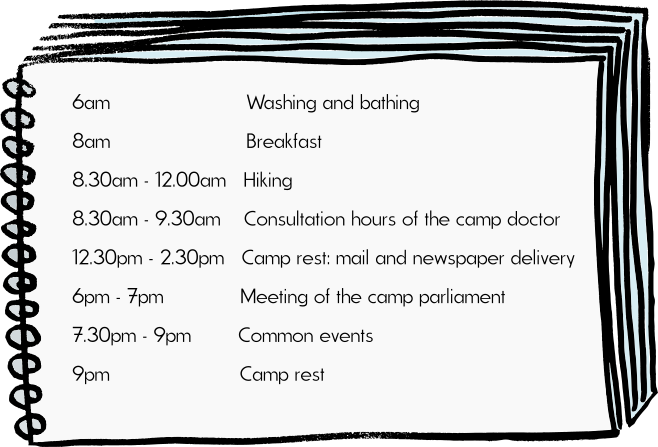 6am Washing and bathing
8am Breakfast
8.30am - 12.00am Hiking
8.30am - 9.30am Consultation hours of the camp doctor
12.30pm - 2.30pm Camp rest: mail and newspaper delivery
6pm - 7pm Meeting of the camp parliament
7.30pm - 9pm Common events
9pm Camp rest